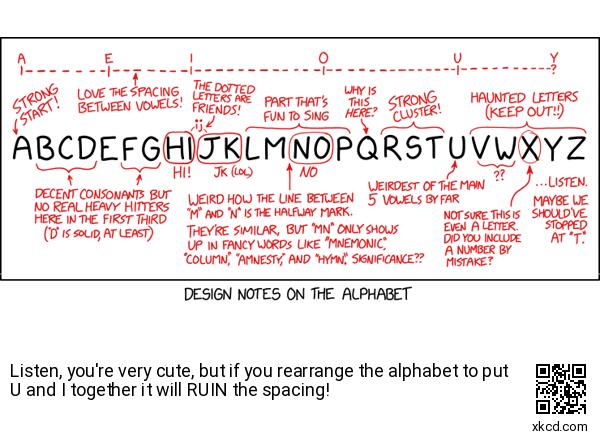 A E I O U Y?
STRONG START!
LOVE THE SPACING
BETWEEN VOWELS!
THE DOTTED
LETTERS ARE
FRIENDS!
ij
PART THAT'S
FUN TO SING
WHY IS
THIS
HERE?
STRONG
CLUSTER!
HAUNTED LETTERS
(KEEP OUT!!)
ABCDEFGHIJKLMNOPQRSTUVWXYZ
HI!
JK (LOL)
NO
??
DECENT CONSONANTS BUT
NO REAL HEAVY HITTERS
HERE IN THE FIRST THIRD
("D" IS SOLID, AT LEAST)
WEIRD HOW THE LINE BETWEEN
"M" AND "N" IS THE HALFWAY MARK.
THEY'RE SIMILAR, BUT "MN" ONLY SHOWS
UP IN FANCY WORDS LIKE "MNEMONIC,"
"COLUMN," "AMNESTY," AND "HYMN." SIGNIFICANCE??
WEIRDEST OF THE MAIN
5 VOWELS BY FAR
NOT SURE THIS IS
EVEN A LETTER.
DID YOU INCLUDE
A NUMBER BY
MISTAKE?
...LISTEN.
MAYBE WE
SHOULD'VE
STOPPED
AT "T."
DESIGN NOTES ON THE ALPHABET
Listen, you're very cute, but if you rearrange the alphabet to put
U and I together it will RUIN the spacing!
xkcd.com